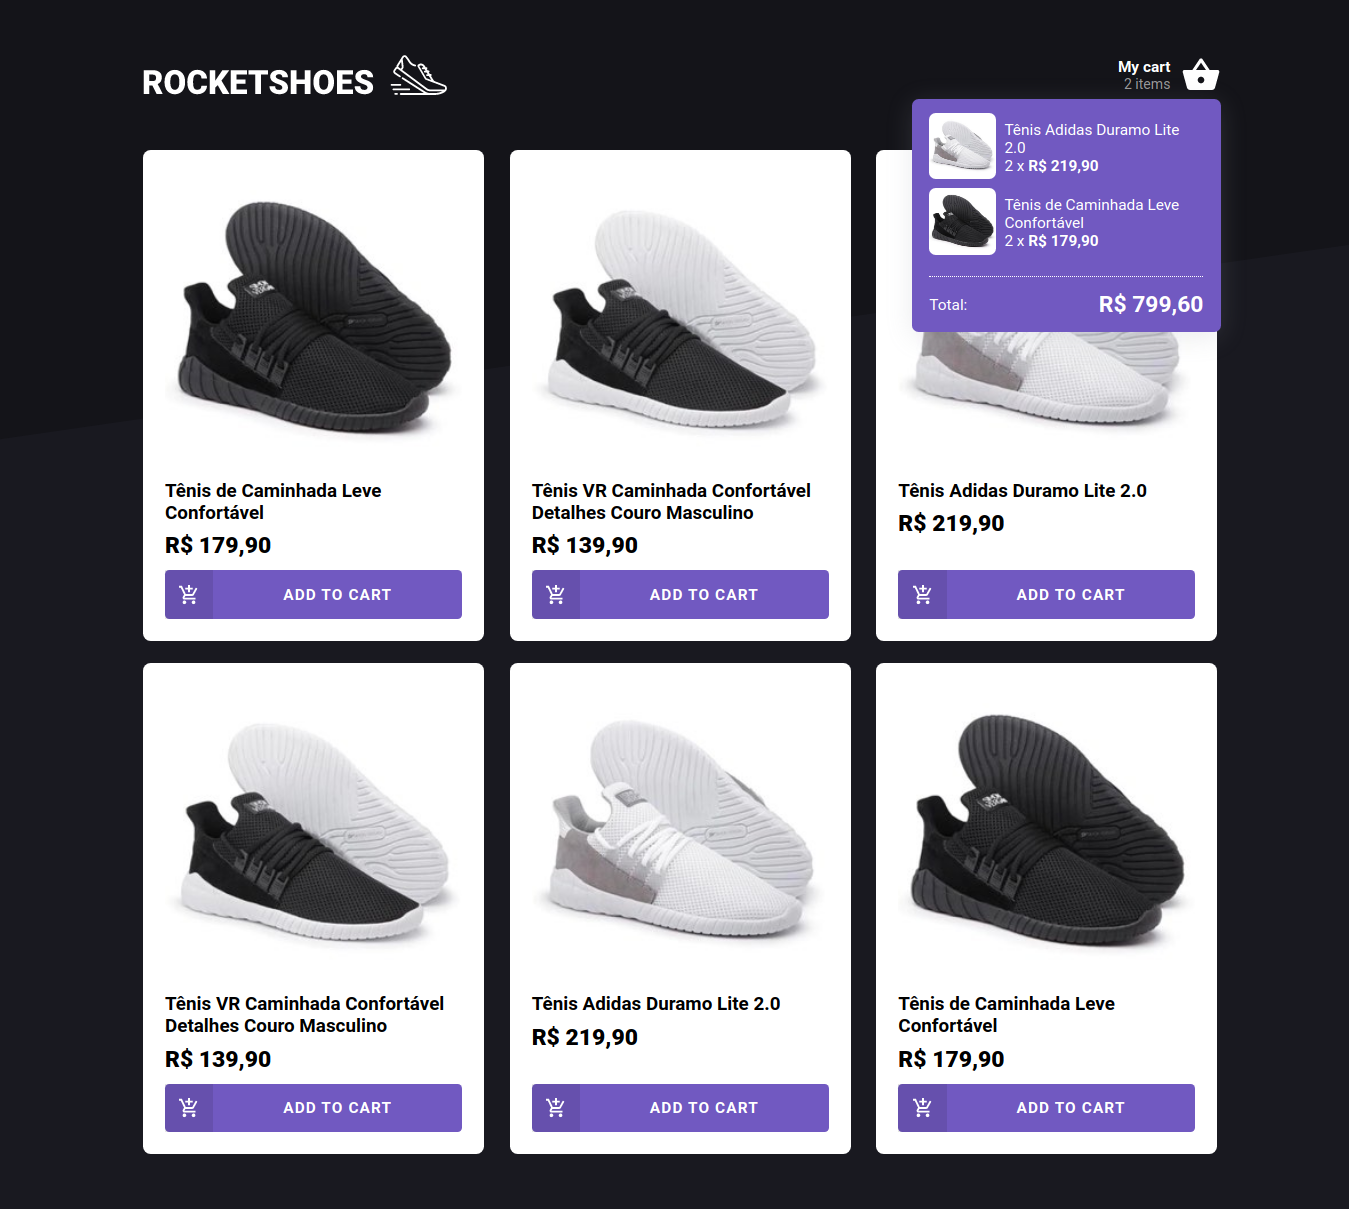 ROCKETSHOES
My cart
2 items
Tênis Adidas Duramo Lite
2.0
2 x R$ 219,90
Tênis de Caminhada Leve
Confortável
2 x R$ 179,90
Total: R$ 799,60
Tênis de Caminhada Leve
Confortável
R$ 179,90
ADD TO CART
Tênis VR Caminhada Confortável
Detalhes Couro Masculino
R$ 139,90
ADD TO CART
Tênis Adidas Duramo Lite 2.0
R$ 219,90
ADD TO CART
Tênis VR Caminhada Confortável
Detalhes Couro Masculino
R$ 139,90
ADD TO CART
Tênis Adidas Duramo Lite 2.0
R$ 219,90
ADD TO CART
Tênis de Caminhada Leve
Confortável
R$ 179,90
ADD TO CART